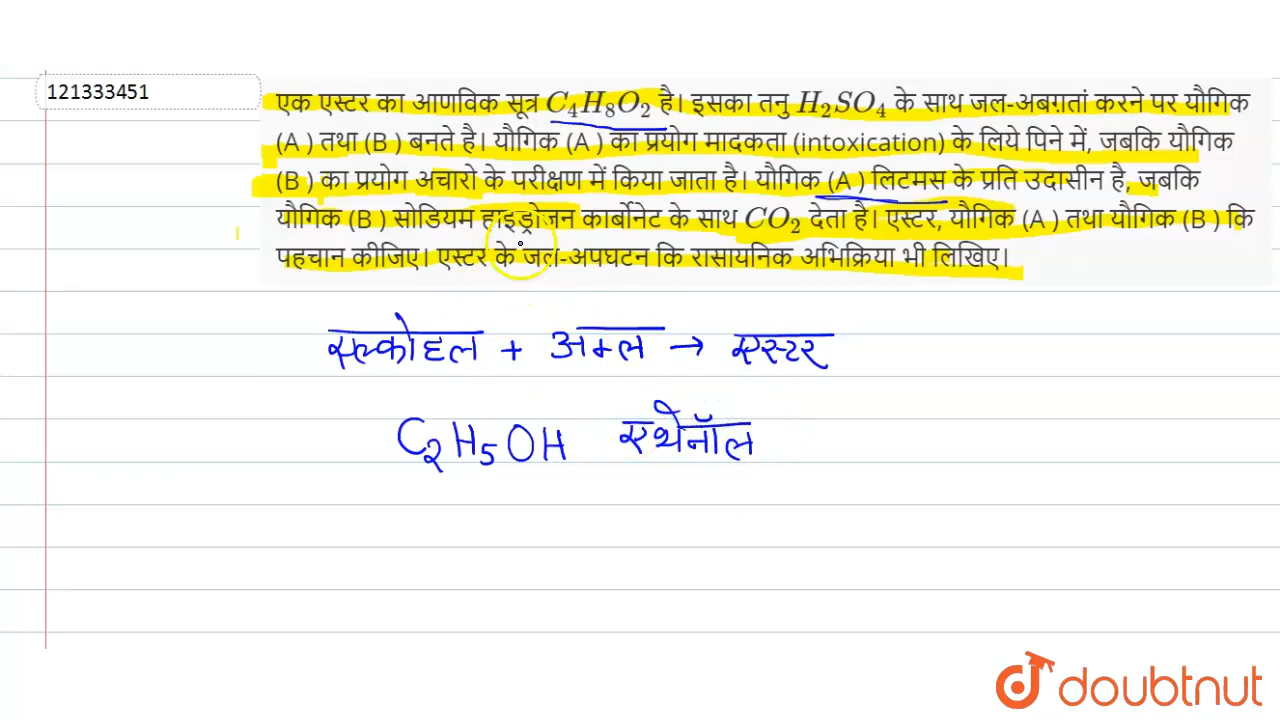 121333451
एक एस्टर का आणविक सूत्र C₄H₈O₂ है। इसका तनु H₂SO₄ के साथ जल-अबग़तां करने पर यौगिक
(A ) तथा (B ) बनते है। यौगिक (A ) का प्रयोग मादकता (intoxication) के लिये पिने में, जबकि यौगिक
(B ) का प्रयोग अचारो के परीक्षण में किया जाता है। यौगिक (A ) लिटमस के प्रति उदासीन है, जबकि
यौगिक (B ) सोडियम हाइड्रोजन कार्बोनेट के साथ CO₂ देता है। एस्टर, यौगिक (A ) तथा यौगिक (B ) कि
पहचान कीजिए। एस्टर के जल-अपघटन कि रासायनिक अभिक्रिया भी लिखिए।
एल्कोहल + अम्ल → एस्टर
C₂H₅OH एथेनॉल
doubtnut